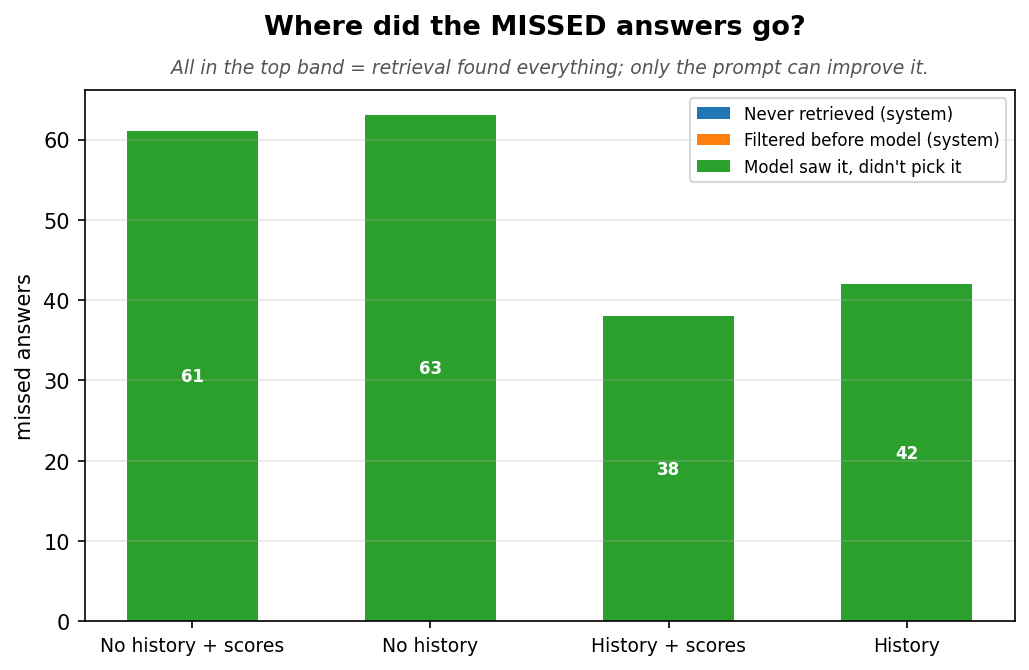 Where did the MISSED answers go?
All in the top band = retrieval found everything; only the prompt can improve it.
Never retrieved (system)
Filtered before model (system)
Model saw it, didn't pick it
missed answers
60
50
40
30
20
10
0
61
63
38
42
No history + scores
No history
History + scores
History